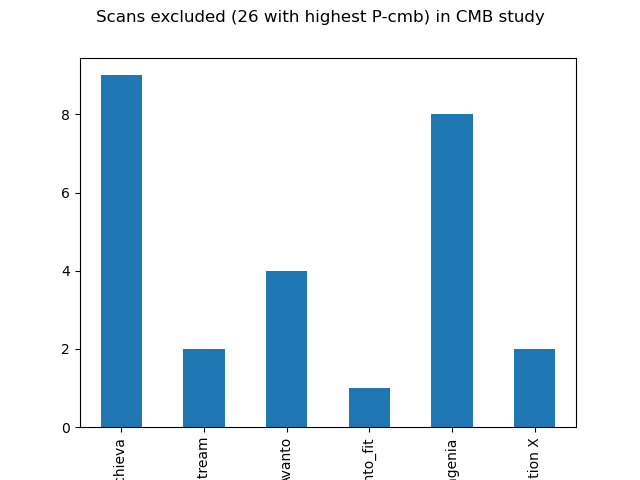 Scans excluded (26 with highest P-cmb) in CMB study
8
6
4
2
0
chieva
tream
Avanto
nto_fit
ngenia
tion X